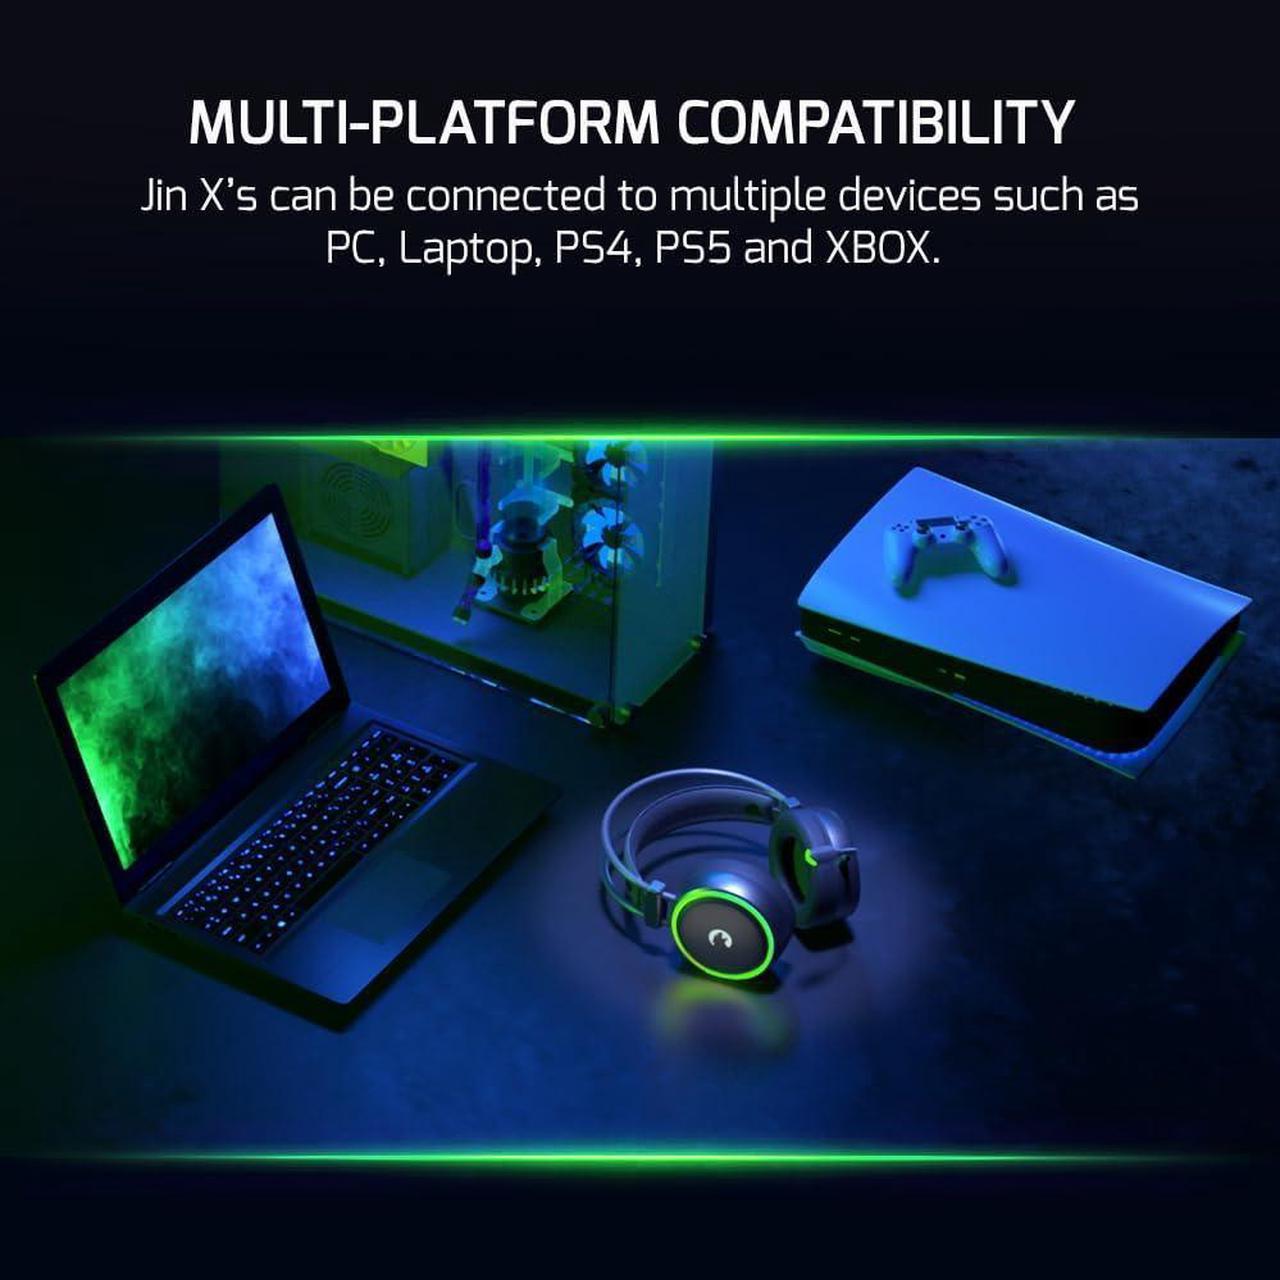 MULTI-PLATFORM COMPATIBILITY
Jin X’s can be connected to multiple devices such as
PC, Laptop, PS4, PS5 and XBOX.